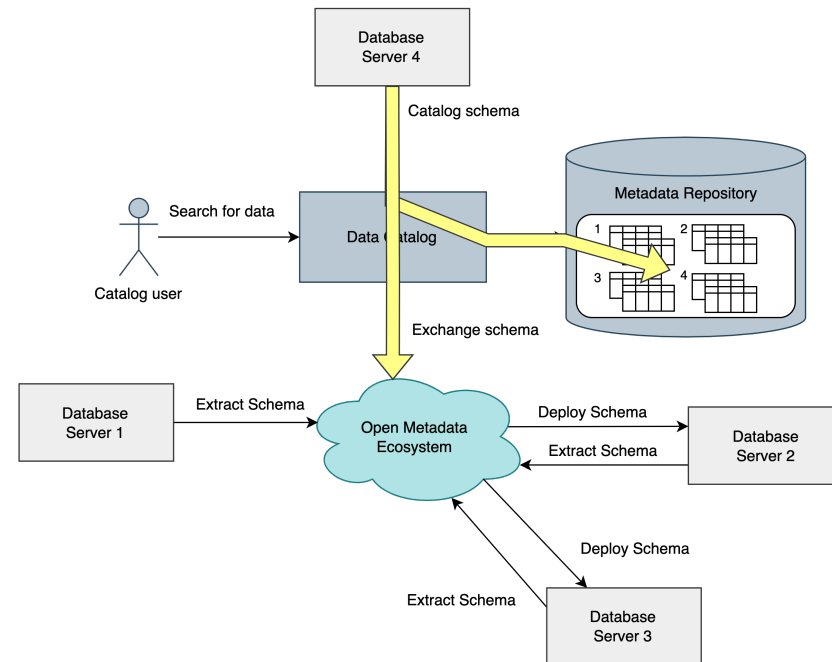 Database
Server 4
Catalog schema
Metadata Repository
Search for data
Data Catalog
1
2
3
4
Catalog user
Exchange schema
Database
Server 1
Extract Schema
Open Metadata
Ecosystem
Deploy Schema
Extract Schema
Database
Server 2
Deploy Schema
Extract Schema
Database
Server 3